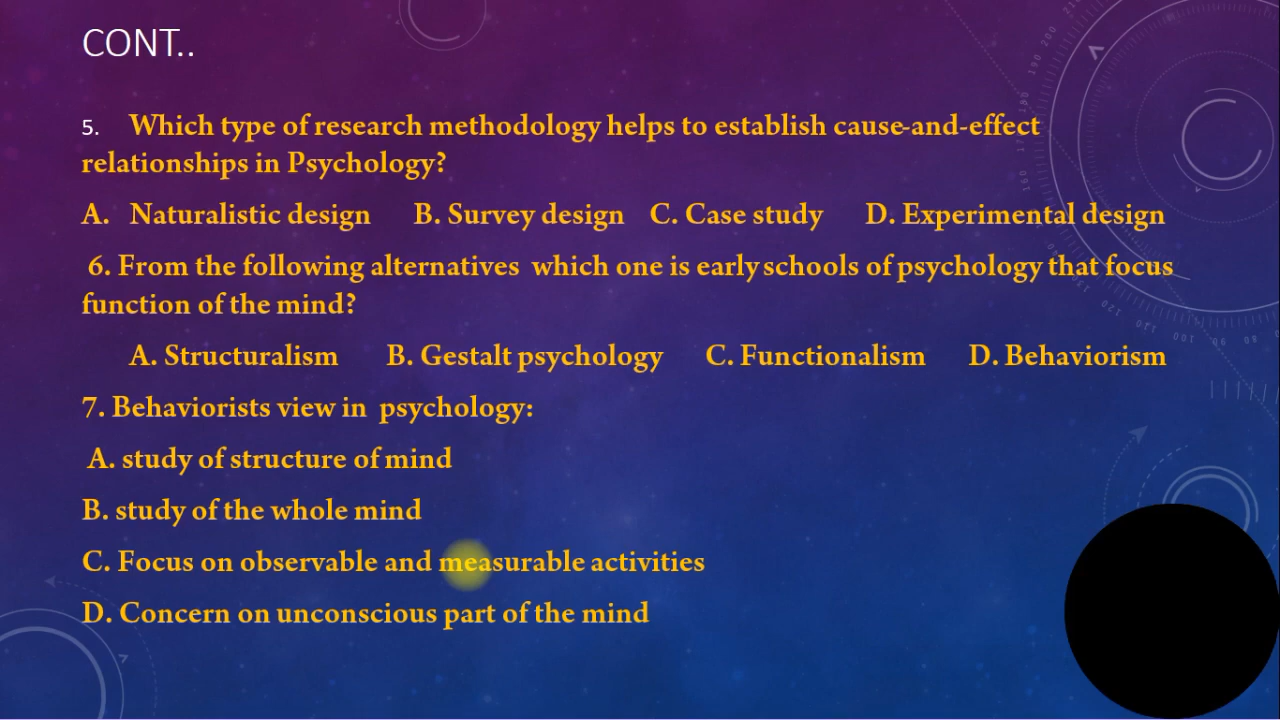 CONT..
5. Which type of research methodology helps to establish cause-and-effect
relationships in Psychology?
A. Naturalistic design B. Survey design C. Case study D. Experimental design
6. From the following alternatives which one is early schools of psychology that focus
function of the mind?
A. Structuralism B. Gestalt psychology C. Functionalism D. Behaviorism
7. Behaviorists view in psychology:
A. study of structure of mind
B. study of the whole mind
C. Focus on observable and measurable activities
D. Concern on unconscious part of the mind